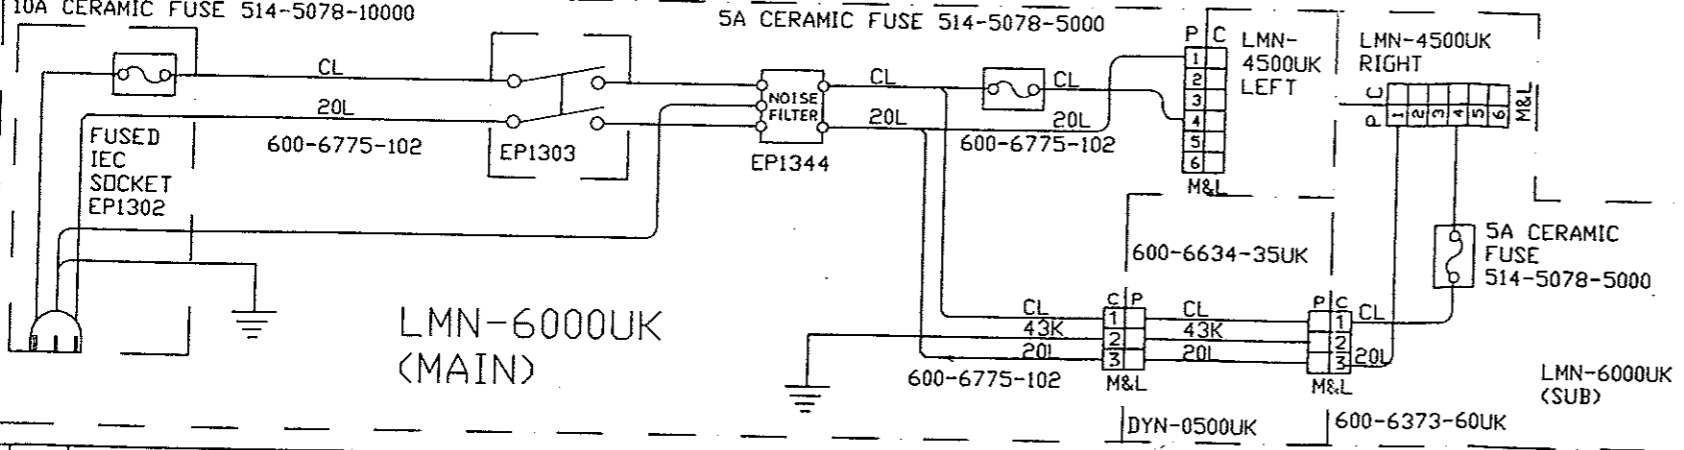 10A CERAMIC FUSE 514-5078-10000
5A CERAMIC FUSE 514-5078-5000
CL
20L
600-6775-102
FUSED
IEC
SOCKET
EP1302
EP1303
NOISE
FILTER
EP1344
CL
20L
CL
20L
600-6775-102
P C
1
2
3
4
5
6
M&L
LMN-
4500UK
LEFT
LMN-4500UK
RIGHT
C
P
1 2 3 4 5 6
M&L
5A CERAMIC
FUSE
514-5078-5000
600-6634-35UK
LMN-6000UK
(MAIN)
CL
43K
20L
600-6775-102
C P
1
2
3
M&L
CL
43K
20L
P C
1
2
3
M&L
CL
20L
LMN-6000UK
(SUB)
DYN-0500UK
600-6373-60UK